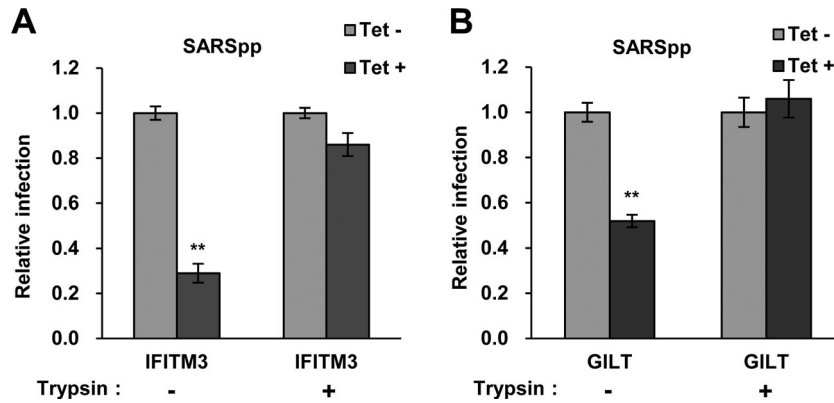 A
SARSpp
Tet -
Tet +
Relative infection
1.2
1.0
0.8
0.6
0.4
0.2
0.0
**
IFITM3 IFITM3
Trypsin : - +
B
SARSpp
Tet -
Tet +
Relative infection
1.2
1.0
0.8
0.6
0.4
0.2
0.0
**
GILT GILT
Trypsin : - +